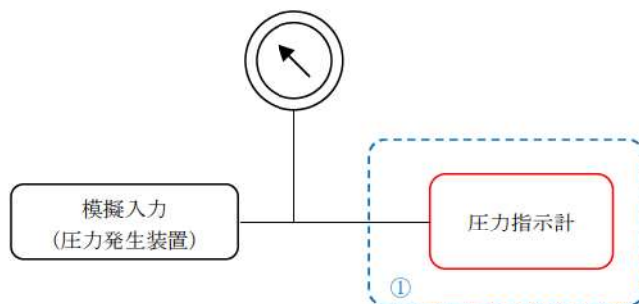 模擬入力
（圧力発生装置）
圧力指示計
①